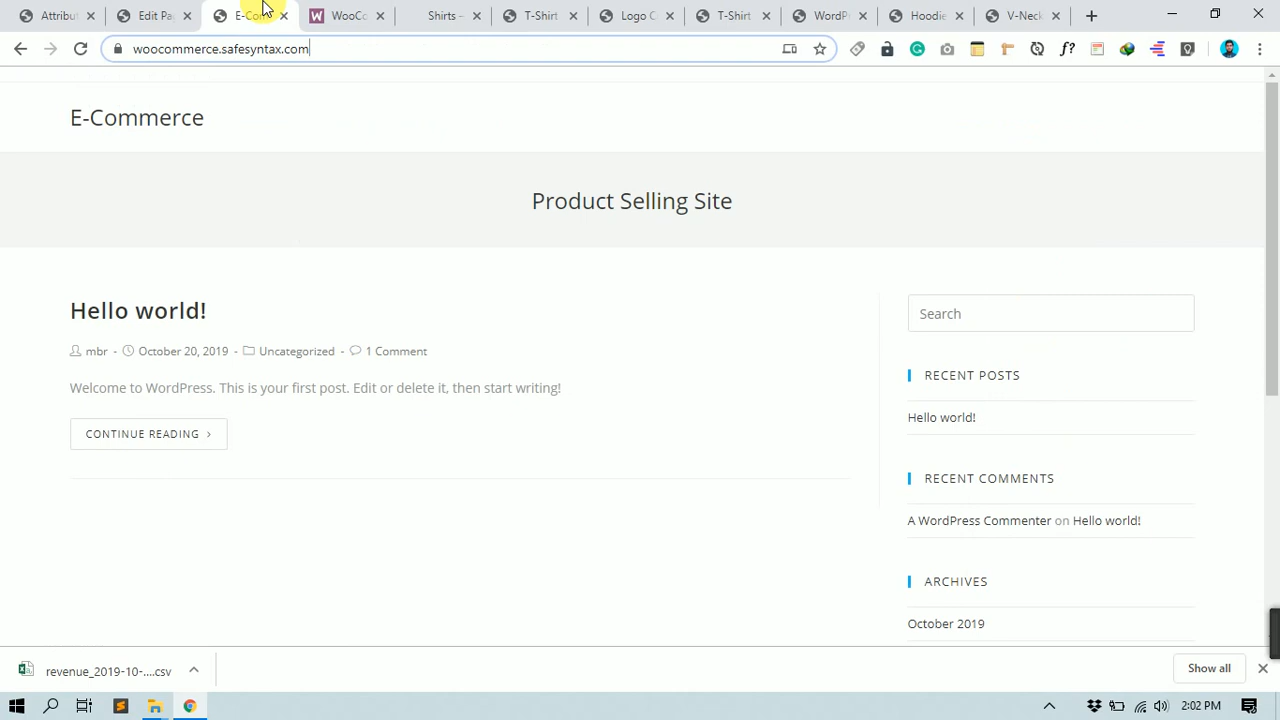 Attribut
Edit Pa
E-Com
WooCo
Shirts –
T-Shirt
Logo C
T-Shirt
WordP
Hoodie
V-Neck
woocommerce.safesyntax.com
E-Commerce
Product Selling Site
Hello world!
mbr - October 20, 2019 - Uncategorized - 1 Comment
Welcome to WordPress. This is your first post. Edit or delete it, then start writing!
CONTINUE READING >
Search
RECENT POSTS
Hello world!
RECENT COMMENTS
A WordPress Commenter on Hello world!
ARCHIVES
October 2019
revenue_2019-10-....csv
Show all
2:02 PM